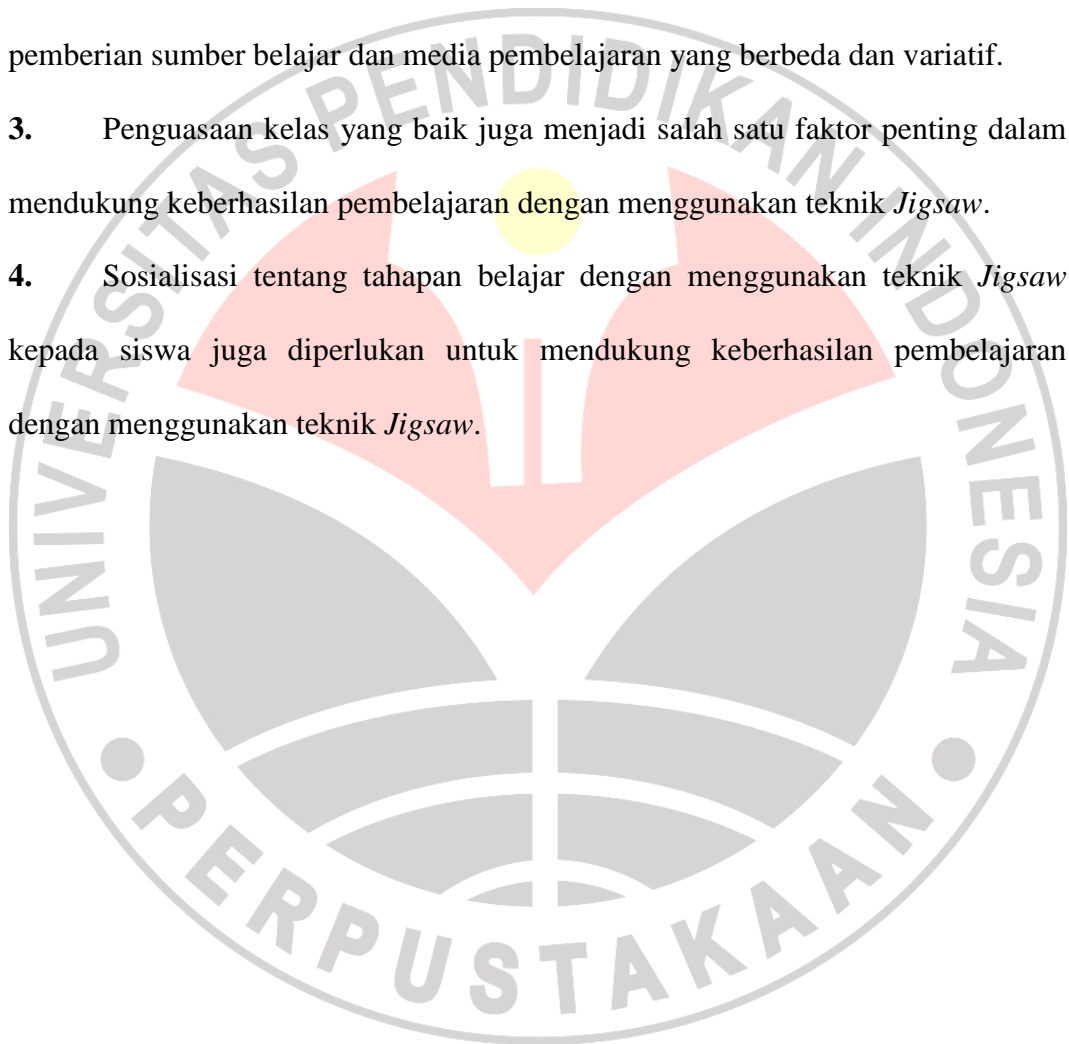 pemberian sumber belajar dan media pembelajaran yang berbeda dan variatif.
3. Penguasaan kelas yang baik juga menjadi salah satu faktor penting dalam
mendukung keberhasilan pembelajaran dengan menggunakan teknik Jigsaw.
4. Sosialisasi tentang tahapan belajar dengan menggunakan teknik Jigsaw
kepada siswa juga diperlukan untuk mendukung keberhasilan pembelajaran
dengan menggunakan teknik Jigsaw.
UNIVERSITAS PENDIDIKAN INDONESIA
PERPUSTAKAAN